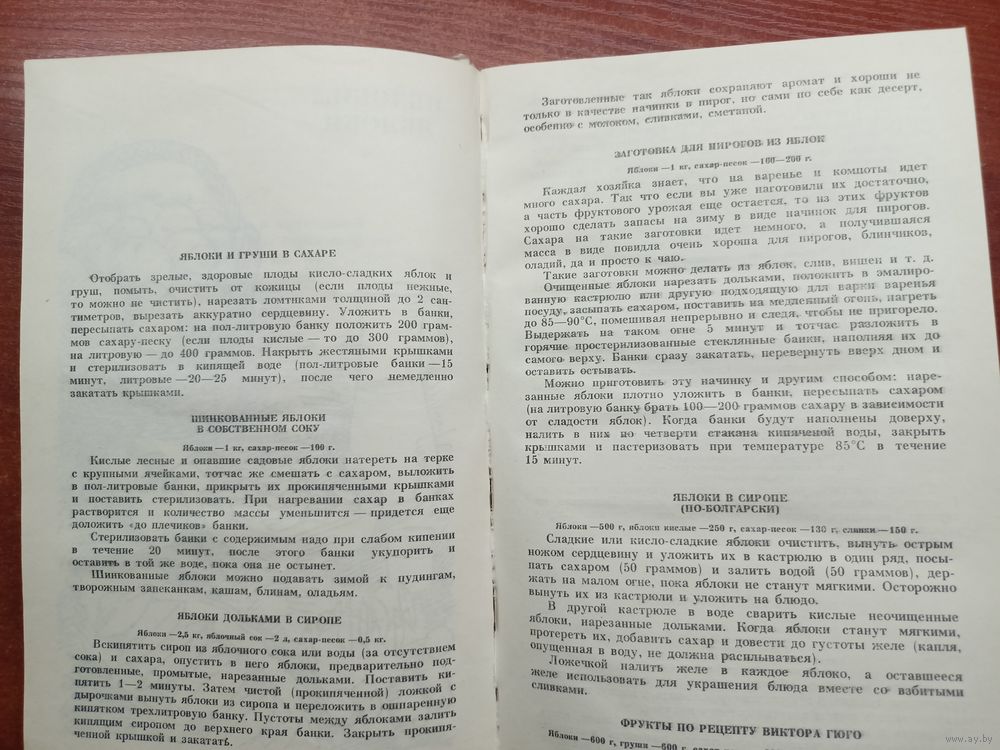 ЯБЛОКИ И ГРУШИ В САХАРЕ
Отобрать зрелые, здоровые плоды кисло-сладких яблок и
груш, помыть, очистить от кожицы (если плоды нежные,
то можно не чистить), нарезать ломтиками толщиной до 2 сан-
тиметров, вырезать аккуратно сердцевину. Уложить в банки,
пересыпать сахаром: на пол-литровую банку положить 200 грам-
мов сахару-песку (если плоды кислые — то до 300 граммов),
на литровую — до 400 граммов. Накрыть жестяными крышками
и стерилизовать в кипящей воде (пол-литровые банки —15
минут, литровые —20—25 минут), после чего немедленно
закатать крышками.
ШИНКОВАННЫЕ ЯБЛОКИ
В СОБСТВЕННОМ СОКУ
Яблоки —1 кг, сахар-песок —100 г.
Кислые лесные и опавшие садовые яблоки натереть на терке
с крупными ячейками, тотчас же смешать с сахаром, выложить
в пол-литровые банки, прикрыть их прокипяченными крышками
и поставить стерилизовать. При нагревании сахар в банках
растворится и количество массы уменьшится — придется еще
доложить «до плечиков» банки.
Стерилизовать банки с содержимым надо при слабом кипении
в течение 20 минут, после этого банки укупорить и
оставить в той же воде, пока она не остынет.
Шинкованные яблоки можно подавать зимой к пудингам,
творожным запеканкам, кашам, блинам, оладьям.
ЯБЛОКИ ДОЛЬКАМИ В СИРОПЕ
Яблоки —2,5 кг, яблочный сок —2 л, сахар-песок —0,5 кг.
Вскипятить сироп из яблочного сока или воды (за отсутствием
сока) и сахара, опустить в него яблоки, предварительно под-
готовленные, промытые, нарезанные дольками. Поставить ки-
пятить 1—2 минуты. Затем чистой (прокипяченной) ложкой с
дырочками вынуть яблоки из сиропа и переложить в ошпаренную
кипятком трехлитровую банку. Пустоты между яблоками залить
кипящим сиропом до верхнего края банки. Закрыть прокипя-
ченной крышкой и закатать.
Заготовленные так яблоки сохраняют аромат и хороши не
только в качестве начинки в пирог, но сами по себе как десерт,
особенно с молоком, сливками, сметаной.
ЗАГОТОВКА ДЛЯ ПИРОГОВ ИЗ ЯБЛОК
Яблоки —1 кг, сахар-песок —100—200 г.
Каждая хозяйка знает, что на варенье и компоты идет
много сахара. Так что если вы уже наготовили их достаточно,
а часть фруктового урожая еще остается, то из этих фруктов
хорошо сделать запасы на зиму в виде начинок для пирогов.
Сахара на такие заготовки идет немного, а получившаяся
масса в виде повидла очень хороша для пирогов, блинчиков,
оладий, да и просто к чаю.
Такие заготовки можно делать из яблок, слив, вишен и т. д.
Очищенные яблоки нарезать дольками, положить в эмалиро-
ванную кастрюлю или другую подходящую для варки варенья
посуду, засыпать сахаром, поставить на медленный огонь, нагреть
до 85—90°С, помешивая непрерывно и следя, чтобы не пригорело.
Выдержать на таком огне 5 минут и тотчас разложить в
горячие простерилизованные стеклянные банки, наполняя их до
самого верху. Банки сразу закатать, перевернуть вверх дном и
оставить остывать.
Можно приготовить эту начинку и другим способом: наре-
занные яблоки плотно уложить в банки, пересыпать сахаром
(на литровую банку брать 100—200 граммов сахару в зависимости
от сладости яблок). Когда банки будут наполнены доверху,
налить в них по четверти стакана кипяченой воды, закрыть
крышками и пастеризовать при температуре 85°С в течение
15 минут.
ЯБЛОКИ В СИРОПЕ
(ПО-БОЛГАРСКИ)
Яблоки —500 г, яблоки кислые —250 г, сахар-песок —130 г, сливки —150 г.
Сладкие или кисло-сладкие яблоки очистить, вынуть острым
ножом сердцевину и уложить их в кастрюлю в один ряд, посы-
пать сахаром (50 граммов) и залить водой (50 граммов), дер-
жать на малом огне, пока яблоки не станут мягкими. Осторожно
вынуть их из кастрюли и уложить на блюдо.
В другой кастрюле в воде сварить кислые неочищенные
яблоки, нарезанные дольками. Когда яблоки станут мягкими,
протереть их, добавить сахар и довести до густоты желе (капля,
опущенная в воду, не должна расплываться).
Ложечкой налить желе в каждое яблоко, а оставшееся
желе использовать для украшения блюда вместе со взбитыми
сливками.
ФРУКТЫ ПО РЕЦЕПТУ ВИКТОРА ГЮГО
Яблоки —600 г, груши —600 г,
www.ay.by